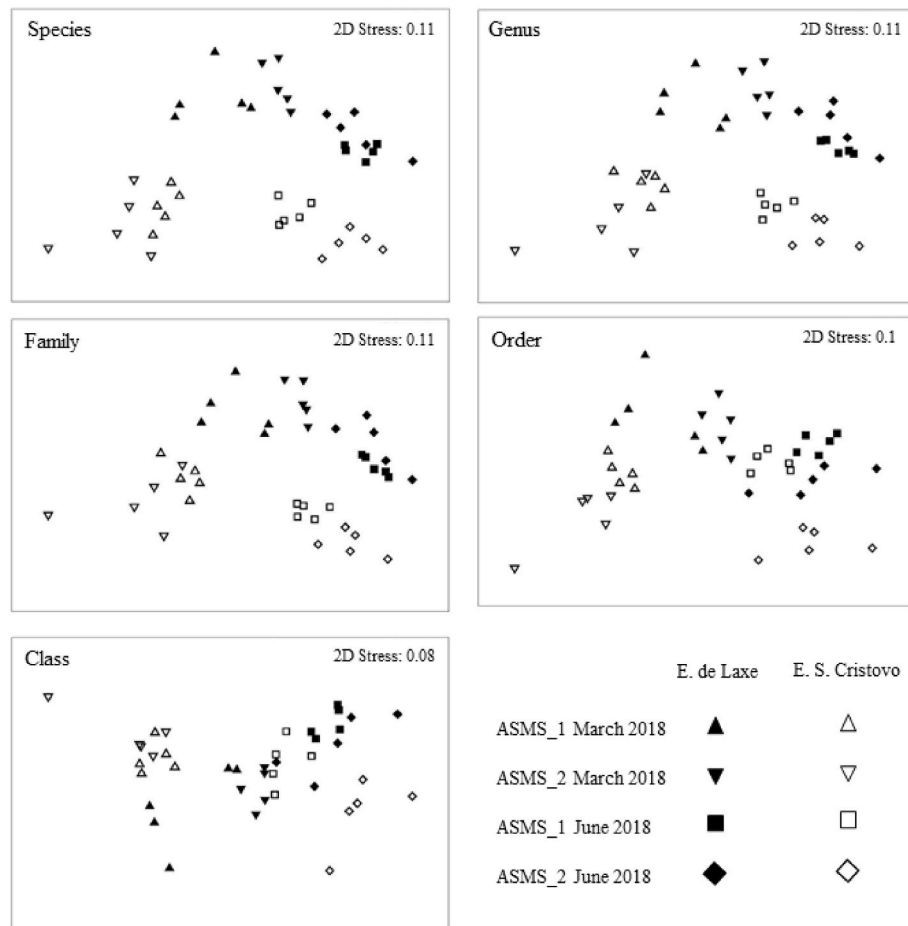 Species
2D Stress: 0.11
Genus
2D Stress: 0.11
Family
2D Stress: 0.11
Order
2D Stress: 0.1
Class
2D Stress: 0.08
E. de Laxe E. S. Cristovo
ASMS_1 March 2018
ASMS_2 March 2018
ASMS_1 June 2018
ASMS_2 June 2018